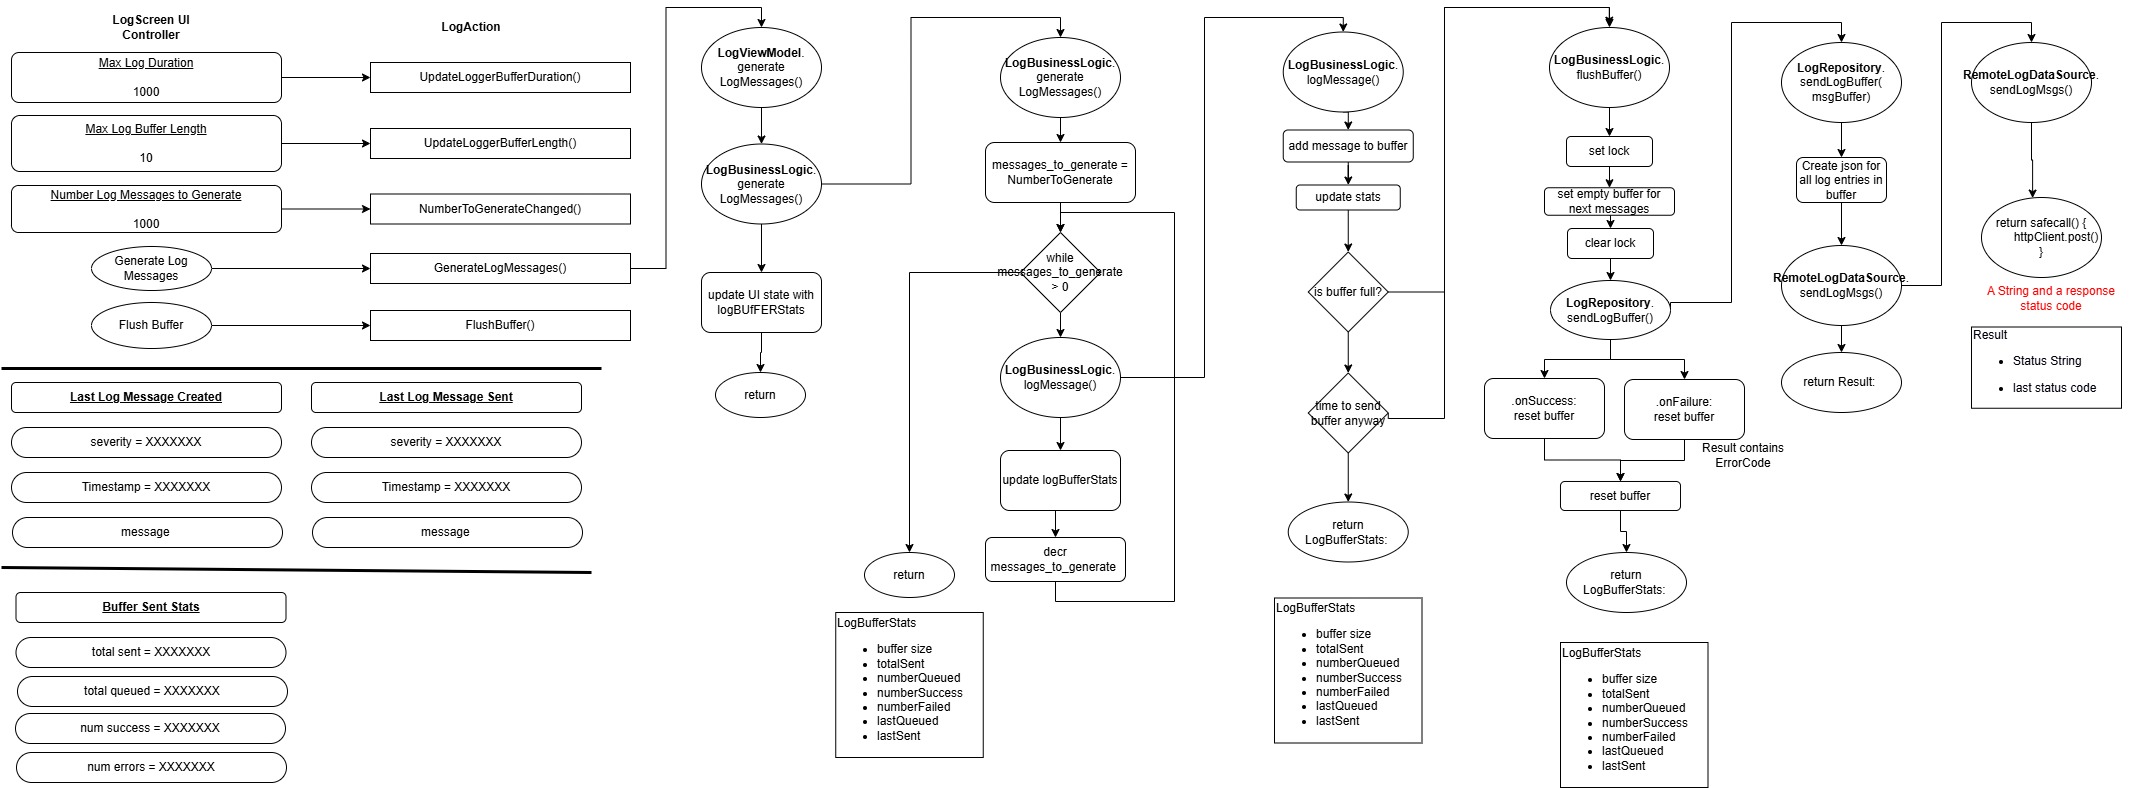 LogScreen UI
Controller
Max Log Duration
1000
Max Log Buffer Length
10
Number Log Messages to Generate
1000
Generate Log
Messages
Flush Buffer
LogAction
UpdateLoggerBufferDuration()
UpdateLoggerBufferLength()
NumberToGenerateChanged()
GenerateLogMessages()
FlushBuffer()
Last Log Message Created
severity = XXXXXXX
Timestamp = XXXXXXX
message
Last Log Message Sent
severity = XXXXXXX
Timestamp = XXXXXXX
message
Buffer Sent Stats
total sent = XXXXXXX
total queued = XXXXXXX
num success = XXXXXXX
num errors = XXXXXXX
LogViewModel.
generate
LogMessages()
LogBusinessLogic.
generate
LogMessages()
update UI state with
logBUfFERStats
return
LogBusinessLogic.
generate
LogMessages()
messages_to_generate =
NumberToGenerate
while
messages_to_generate
> 0
LogBusinessLogic.
logMessage()
update logBufferStats
decr
messages_to_generate
return
LogBufferStats
buffer size
totalSent
numberQueued
numberSuccess
numberFailed
lastQueued
lastSent
LogBusinessLogic.
logMessage()
add message to buffer
update stats
is buffer full?
time to send
buffer anyway
return
LogBufferStats:
LogBufferStats
buffer size
totalSent
numberQueued
numberSuccess
numberFailed
lastQueued
lastSent
LogBusinessLogic.
flushBuffer()
set lock
set empty buffer for
next messages
clear lock
LogRepository.
sendLogBuffer()
.onSuccess:
reset buffer
.onFailure:
reset buffer
Result contains
ErrorCode
reset buffer
return
LogBufferStats:
LogBufferStats
buffer size
totalSent
numberQueued
numberSuccess
numberFailed
lastQueued
lastSent
LogRepository.
sendLogBuffer(
msgBuffer)
Create json for
all log entries in
buffer
RemoteLogDataSource.
sendLogMsgs()
return Result:
RemoteLogDataSource.
sendLogMsgs()
return safecall() {
httpClient.post()
}
A String and a response
status code
Result
Status String
last status code